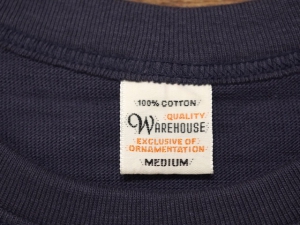 100% COTTON
QUALITY
WAREHOUSE
EXCLUSIVE OF
ORNAMENTATION
MEDIUM